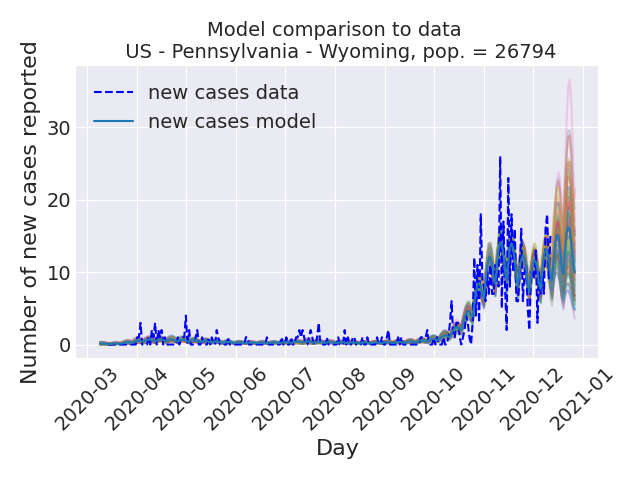 Model comparison to data
US - Pennsylvania - Wyoming, pop. = 26794
Number of new cases reported
new cases data
new cases model
30
20
10
0
2020-03
2020-04
2020-05
2020-06
2020-07
2020-08
2020-09
2020-10
2020-11
2020-12
2021-01
Day